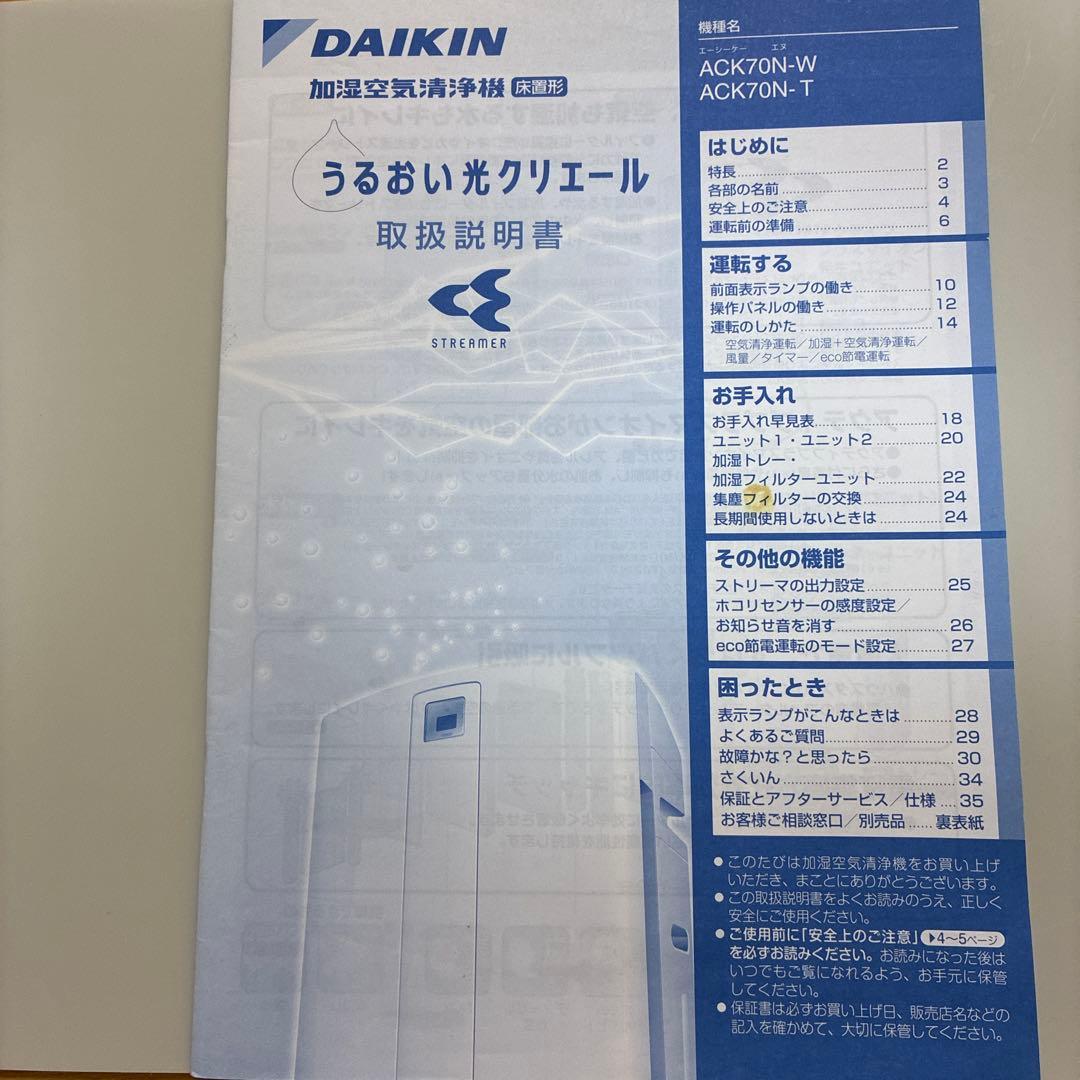 DAIKIN
加湿空気清浄機 床置形
うるおい光クリエール
取扱説明書
STREAMER
機種名
エーシーケー エヌ
ACK70N-W
ACK70N-T
はじめに
特長 2
各部の名前 3
安全上のご注意 4
運転前の準備 6
運転する
前面表示ランプの働き 10
操作パネルの働き 12
運転のしかた 14
空気清浄運転／加湿＋空気清浄運転／
風量／タイマー／eco節電運転
お手入れ
お手入れ早見表 18
ユニット1・ユニット2 20
加湿トレー・
加湿フィルターユニット 22
集塵フィルターの交換 24
長期間使用しないときは 24
その他の機能
ストリーマの出力設定 25
ホコリセンサーの感度設定／
お知らせ音を消す 26
eco節電運転のモード設定 27
困ったとき
表示ランプがこんなときは 28
よくあるご質問 29
故障かな？と思ったら 30
さくいん 34
保証とアフターサービス／仕様 35
お客様ご相談窓口／別売品 裏表紙
●このたびは加湿空気清浄機をお買い上げ
いただき、まことにありがとうございます。
●この取扱説明書をよくお読みのうえ、正しく
安全にご使用ください。
●ご使用前に「安全上のご注意」▶4〜5ページ
を必ずお読みください。お読みになった後は
いつでもご覧になれるよう、お手元に保管
してください。
●保証書は必ずお買い上げ日、販売店名などの
記入を確かめて、大切に保管してください。